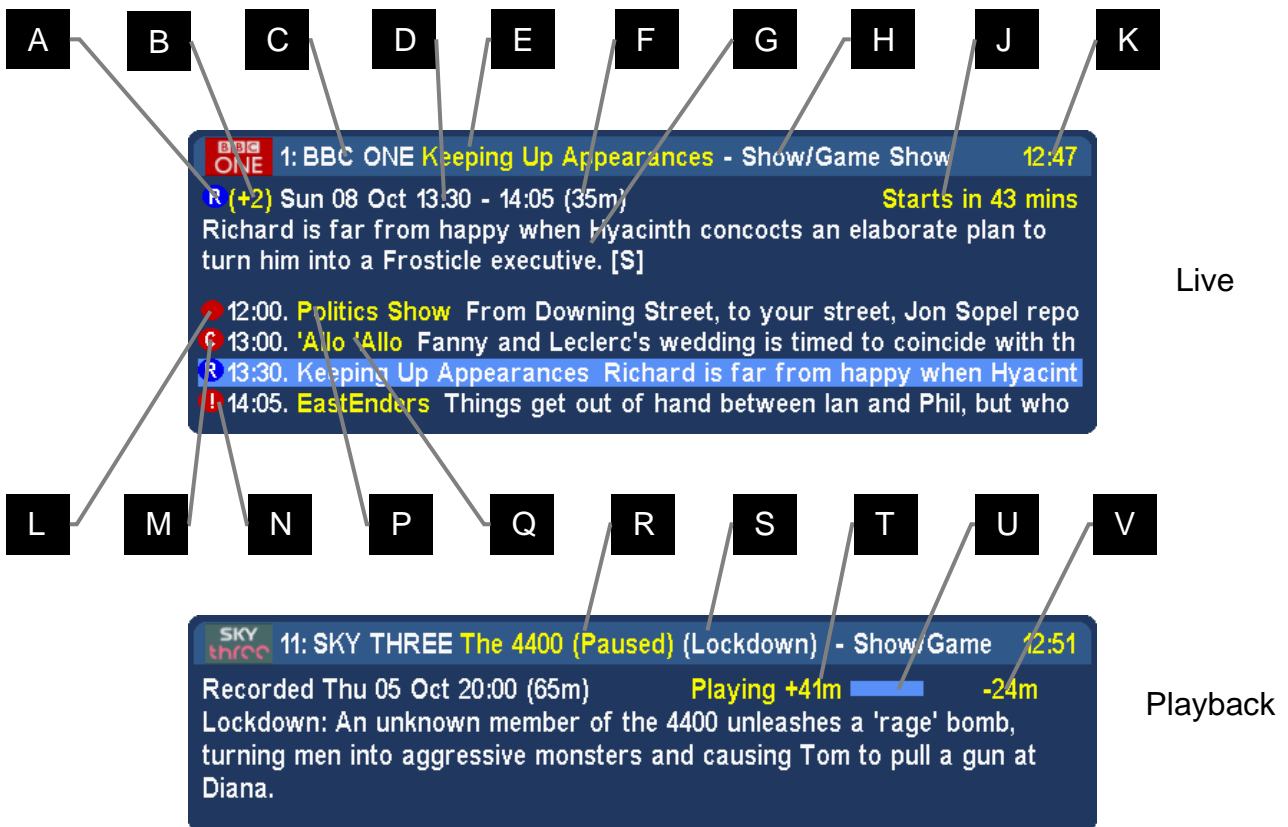 A B C D E F G H J K
BBC ONE 1: BBC ONE Keeping Up Appearances - Show/Game Show 12:47
R (+2) Sun 08 Oct 13:30 - 14:05 (35m) Starts in 43 mins
Richard is far from happy when Hyacinth concocts an elaborate plan to
turn him into a Frosticle executive. [S]
Live
12:00. Politics Show From Downing Street, to your street, Jon Sopel repo
C 13:00. 'Allo 'Allo Fanny and Leclerc's wedding is timed to coincide with th
R 13:30. Keeping Up Appearances Richard is far from happy when Hyacint
! 14:05. EastEnders Things get out of hand between Ian and Phil, but who
L M N P Q R S T U V
SKY three 11: SKY THREE The 4400 (Paused) (Lockdown) - Show/Game 12:51
Recorded Thu 05 Oct 20:00 (65m) Playing +41m -24m
Playback
Lockdown: An unknown member of the 4400 unleashes a 'rage' bomb,
turning men into aggressive monsters and causing Tom to pull a gun at
Diana.